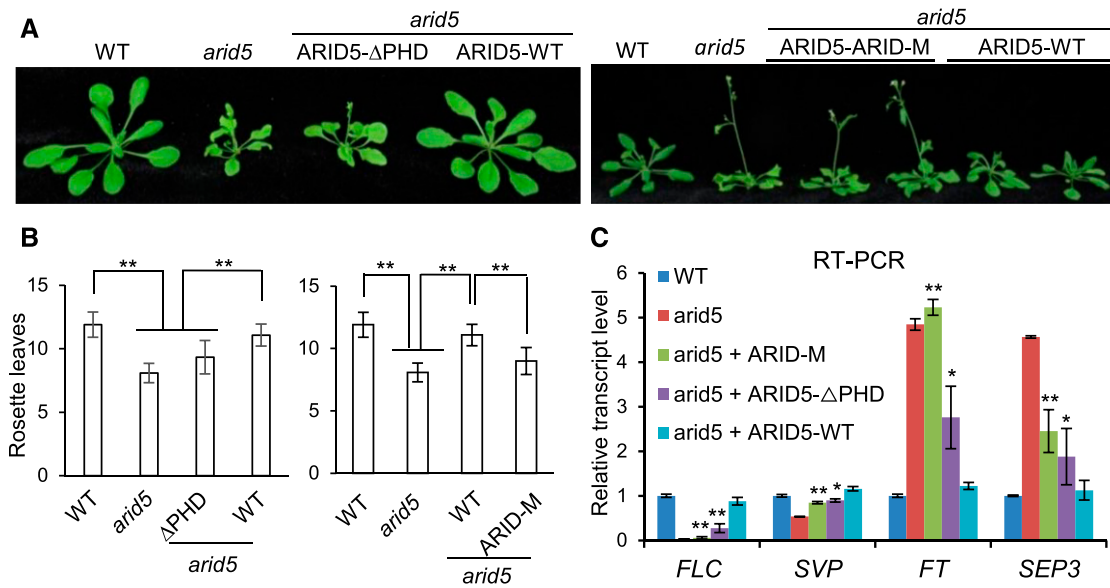 A
arid5
WT arid5 ARID5-ΔPHD ARID5-WT
arid5
WT arid5 ARID5-ARID-M ARID5-WT
B
Rosette leaves
15
10
5
0
** **
WT arid5 ΔPHD WT
arid5
15
10
5
0
** ** **
WT arid5 WT ARID-M
arid5
C
RT-PCR
Relative transcript level
6
5
4
3
2
1
0
WT
arid5
arid5 + ARID-M
arid5 + ARID5-△PHD
arid5 + ARID5-WT
** **
** *
** *
** *
FLC SVP FT SEP3